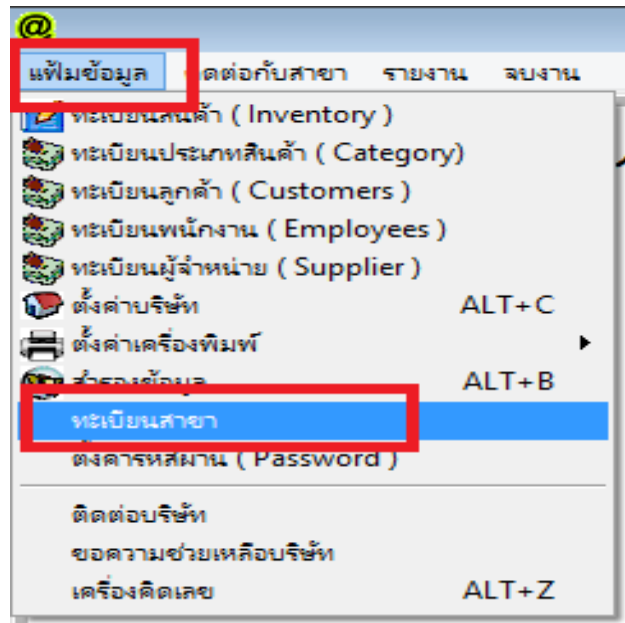 @
แฟ้มข้อมูล ติดต่อกับสาขา รายงาน จบงาน
ทะเบียนสินค้า ( Inventory )
ทะเบียนประเภทสินค้า ( Category)
ทะเบียนลูกค้า ( Customers )
ทะเบียนพนักงาน ( Employees )
ทะเบียนผู้จำหน่าย ( Supplier )
ตั้งค่าบริษัท ALT+C
ตั้งค่าเครื่องพิมพ์
สำรองข้อมูล ALT+B
ทะเบียนสาขา
ตั้งค่ารหัสผ่าน ( Password )
ติดต่อบริษัท
ขอความช่วยเหลือบริษัท
เครื่องคิดเลข ALT+Z